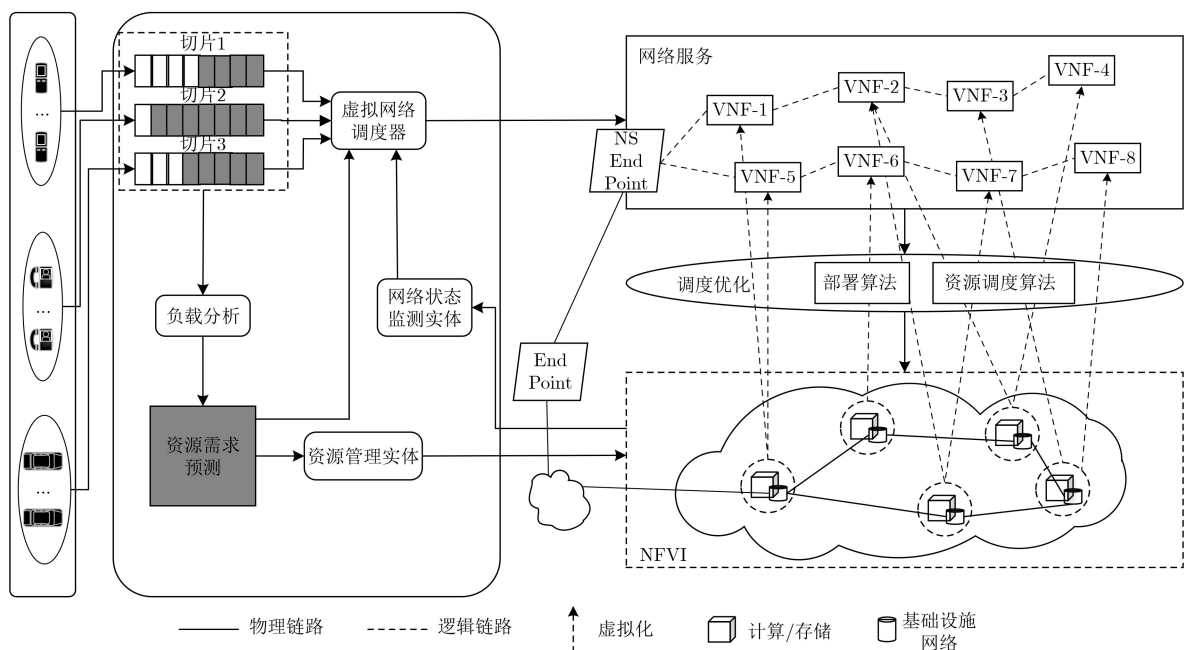 切片1
切片2
切片3
...
...
...
虚拟网络
调度器
负载分析
网络状态
监测实体
资源需求
预测
资源管理实体
网络服务
NS
End
Point
VNF-1
VNF-2
VNF-3
VNF-4
VNF-5
VNF-6
VNF-7
VNF-8
调度优化
部署算法
资源调度算法
End
Point
NFVI
物理链路
逻辑链路
虚拟化
计算/存储
基础设施
网络